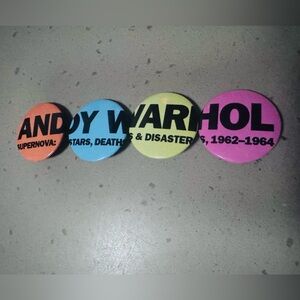 ANDY WARHOL
SUPERNOVA: STARS, DEATHS & DISASTERS, 1962–1964